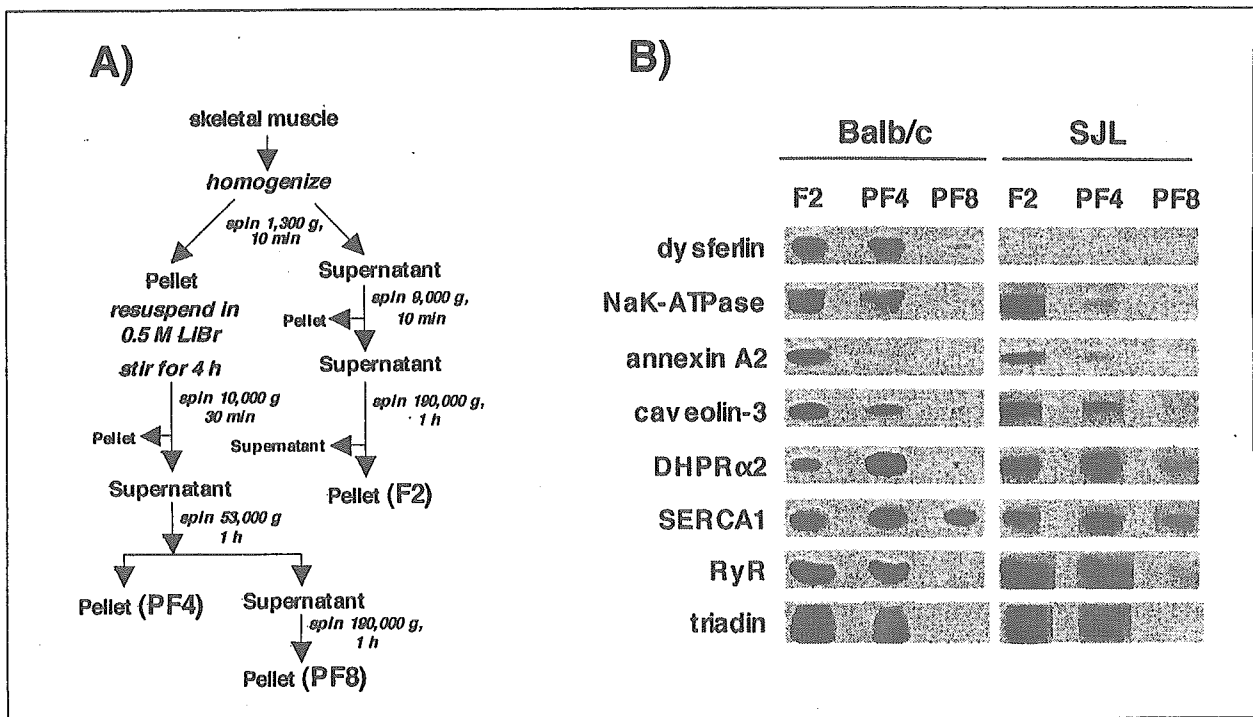 A)
skeletal muscle
homogenize
spin 1,300 g,
10 min
Pellet
resuspend in
0.5 M LiBr
stir for 4 h
spin 10,000 g
30 min
Pellet
Supernatant
spin 53,000 g
1 h
Pellet (PF4)
Supernatant
spin 190,000 g,
1 h
Pellet (PF8)
Supernatant
spin 9,000 g,
10 min
Pellet
Supernatant
spin 190,000 g,
1 h
Supernatant
Pellet (F2)
B)
Balb/c SJL
F2 PF4 PF8 F2 PF4 PF8
dysferlin
NaK-ATPase
annexin A2
caveolin-3
DHPRα2
SERCA1
RyR
triadin